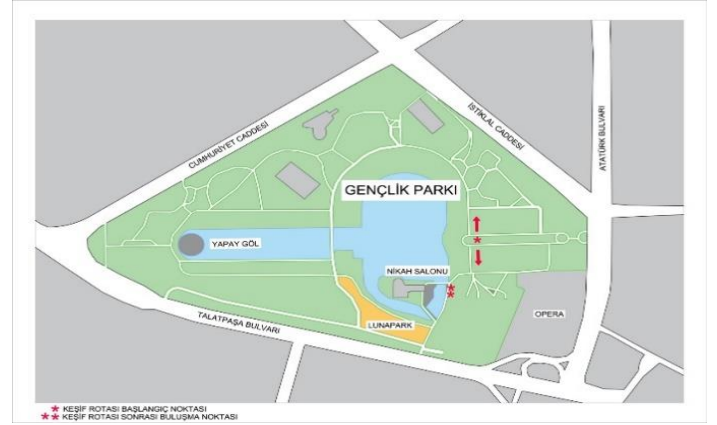 CUMHURİYET CADDESİ
İSTİKLAL CADDESİ
ATATÜRK BULVARI
GENÇLİK PARKI
YAPAY GÖL
NİKAH SALONU
OPERA
LUNAPARK
TALATPAŞA BULVARI
* KEŞİF ROTASI BAŞLANGIÇ NOKTASI
** KEŞİF ROTASI SONRASI BULUŞMA NOKTASI